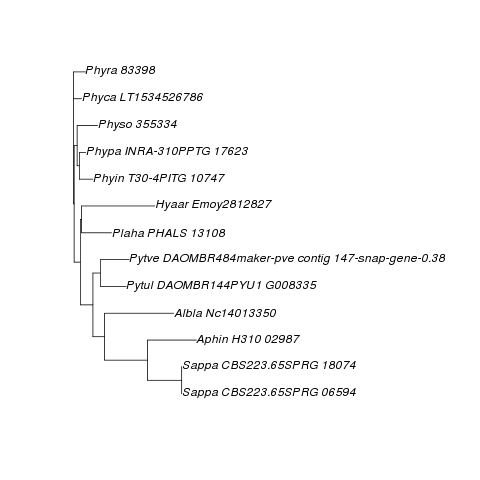 Phyra 83398
Phyca LT1534526786
Physo 355334
Phypa INRA-310PPTG 17623
Phyin T30-4PITG 10747
Hyaar Emoy2812827
Plaha PHALS 13108
Pytve DAOMBR484maker-pve contig 147-snap-gene-0.38
Pytul DAOMBR144PYU1 G008335
Albla Nc14013350
Aphin H310 02987
Sappa CBS223.65SPRG 18074
Sappa CBS223.65SPRG 06594